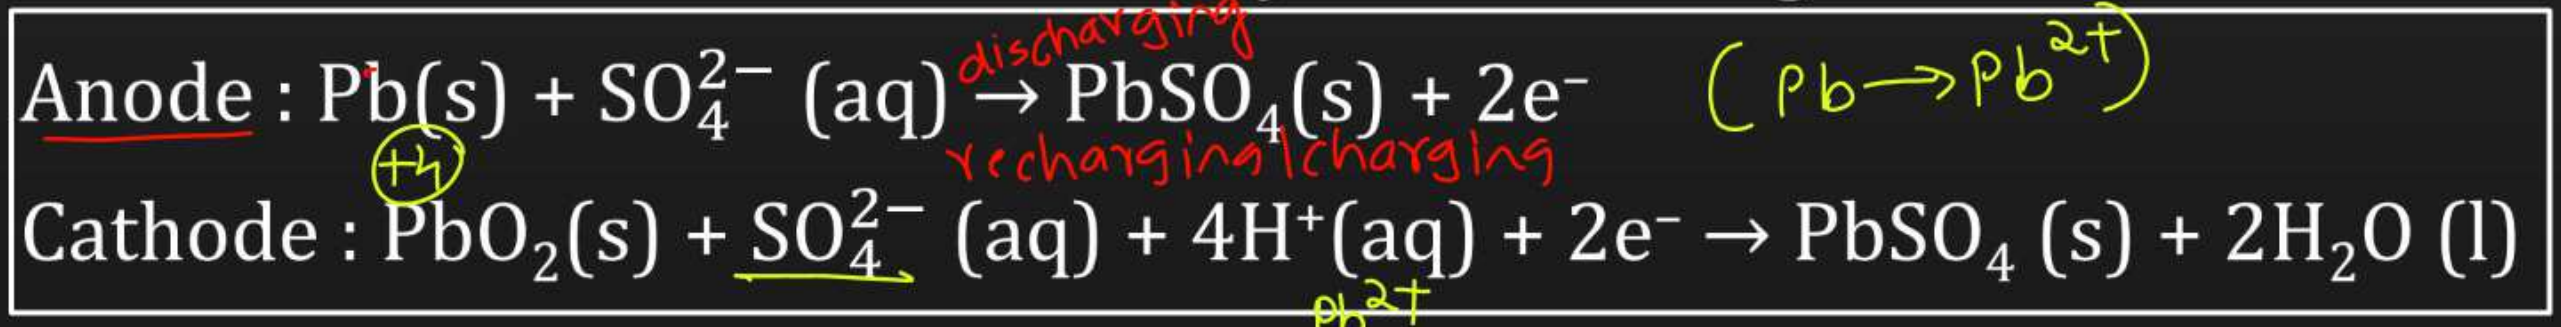 discharging
Anode : Pb(s) + SO₄²⁻ (aq) → PbSO₄(s) + 2e⁻ (Pb→Pb²⁺)
recharging/charging
+4
Cathode : PbO₂(s) + SO₄²⁻ (aq) + 4H⁺(aq) + 2e⁻ → PbSO₄ (s) + 2H₂O (l)
Pb²⁺